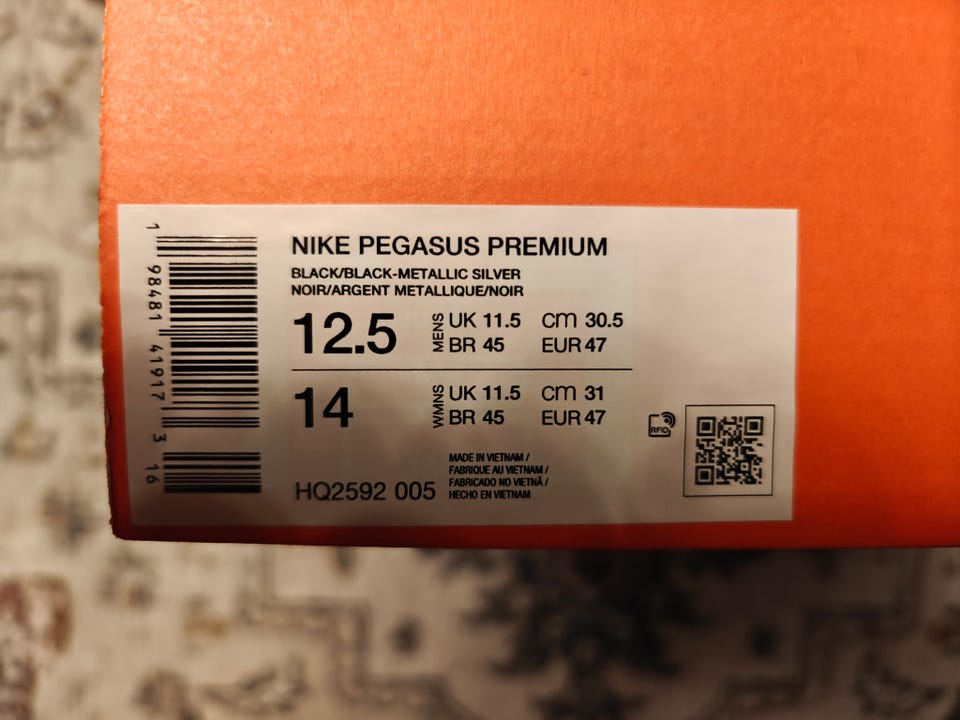 NIKE PEGASUS PREMIUM
BLACK/BLACK-METALLIC SILVER
NOIR/ARGENT METALLIQUE/NOIR
12.5 MENS UK 11.5 cm 30.5
BR 45 EUR 47
14 WMNS UK 11.5 cm 31
BR 45 EUR 47
RFID
MADE IN VIETNAM /
FABRIQUE AU VIETNAM /
FABRICADO NO VIETNÃ /
HECHO EN VIETNAM
HQ2592 005
1 98481 41917 3 16